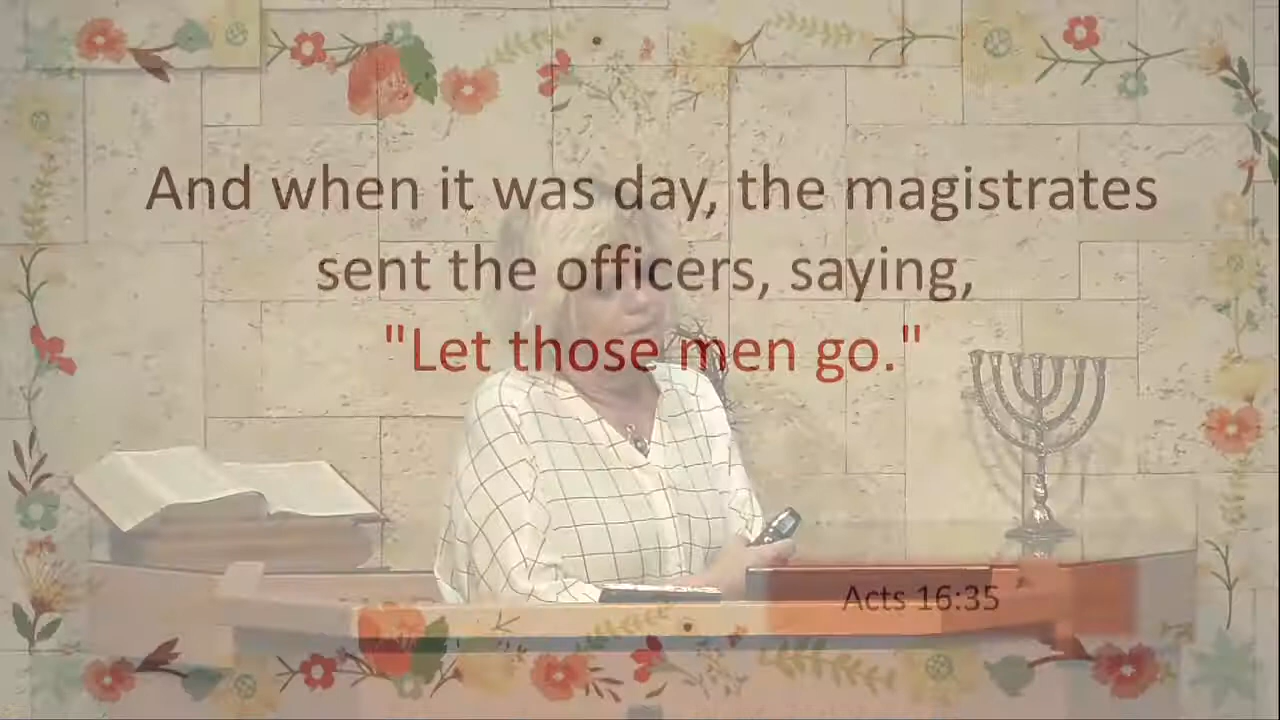 And when it was day, the magistrates
sent the officers, saying,
"Let those men go."
Acts 16:35